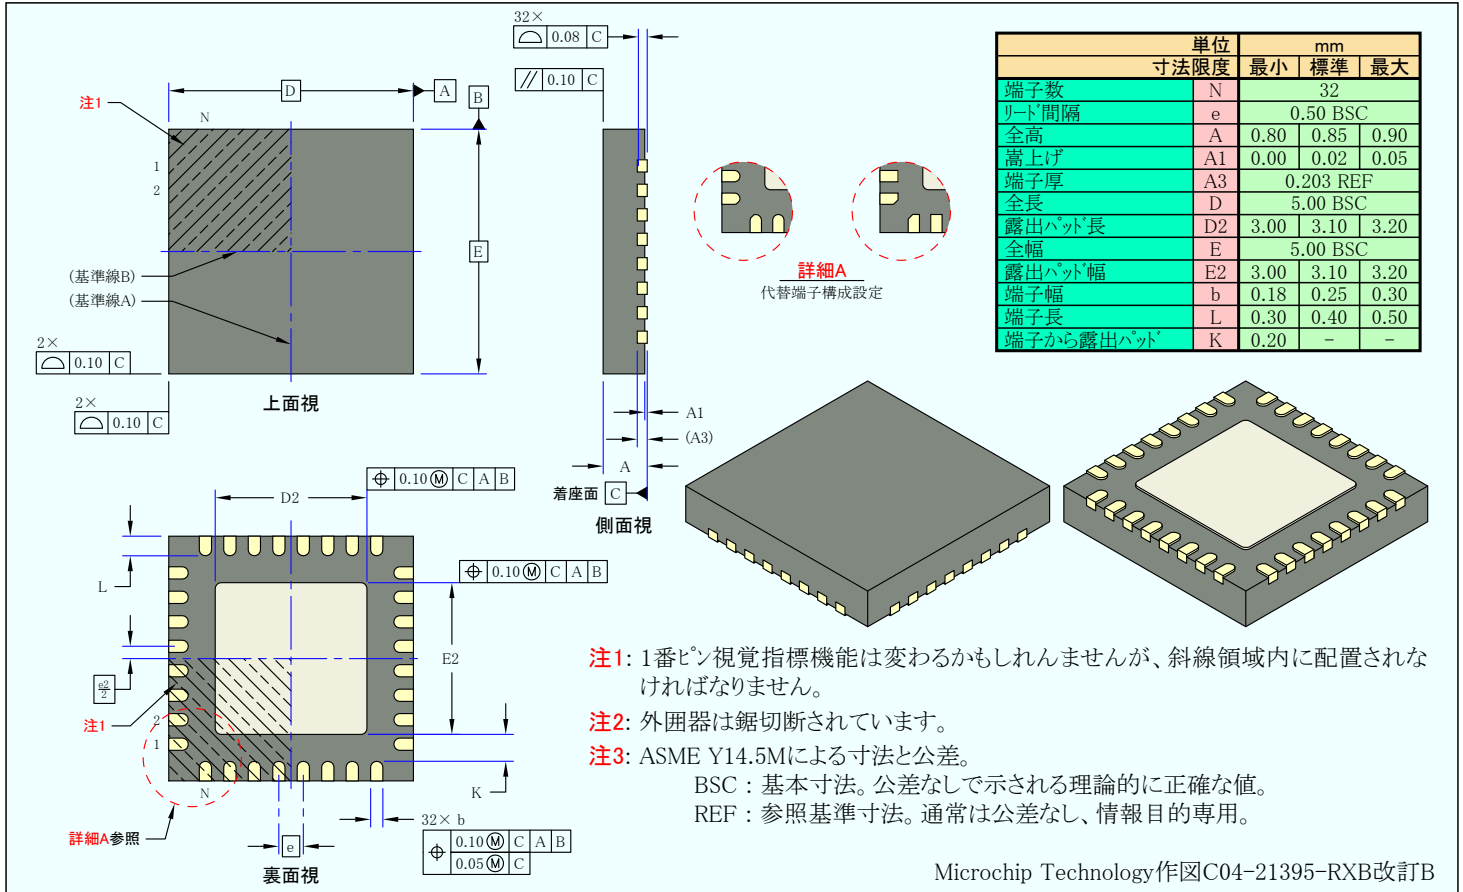 32×
0.08 C
// 0.10 C
D
A
B
注1
N
1
2
E
(基準線B)
(基準線A)
2×
0.10 C
2×
0.10 C
上面視
A1
(A3)
A
着座面 C
側面視
詳細A
代替端子構成設定
単位 mm
寸法限度 最小 標準 最大
端子数 N 32
リード間隔 e 0.50 BSC
全高 A 0.80 0.85 0.90
嵩上げ A1 0.00 0.02 0.05
端子厚 A3 0.203 REF
全長 D 5.00 BSC
露出パッド長 D2 3.00 3.10 3.20
全幅 E 5.00 BSC
露出パッド幅 E2 3.00 3.10 3.20
端子幅 b 0.18 0.25 0.30
端子長 L 0.30 0.40 0.50
端子から露出パッド K 0.20 - -
⌖ 0.10 Ⓜ C A B
D2
⌖ 0.10 Ⓜ C A B
L
E2
e2/2
注1
2
1
N
K
詳細A参照
e
32× b
⌖ 0.10 Ⓜ C A B
0.05 Ⓜ C
裏面視
注1: 1番ピン視覚指標機能は変わるかもしれんませんが、斜線領域内に配置されな
ければなりません。
注2: 外囲器は鋸切断されています。
注3: ASME Y14.5Mによる寸法と公差。
BSC : 基本寸法。公差なしで示される理論的に正確な値。
REF : 参照基準寸法。通常は公差なし、情報目的専用。
Microchip Technology作図C04-21395-RXB改訂B